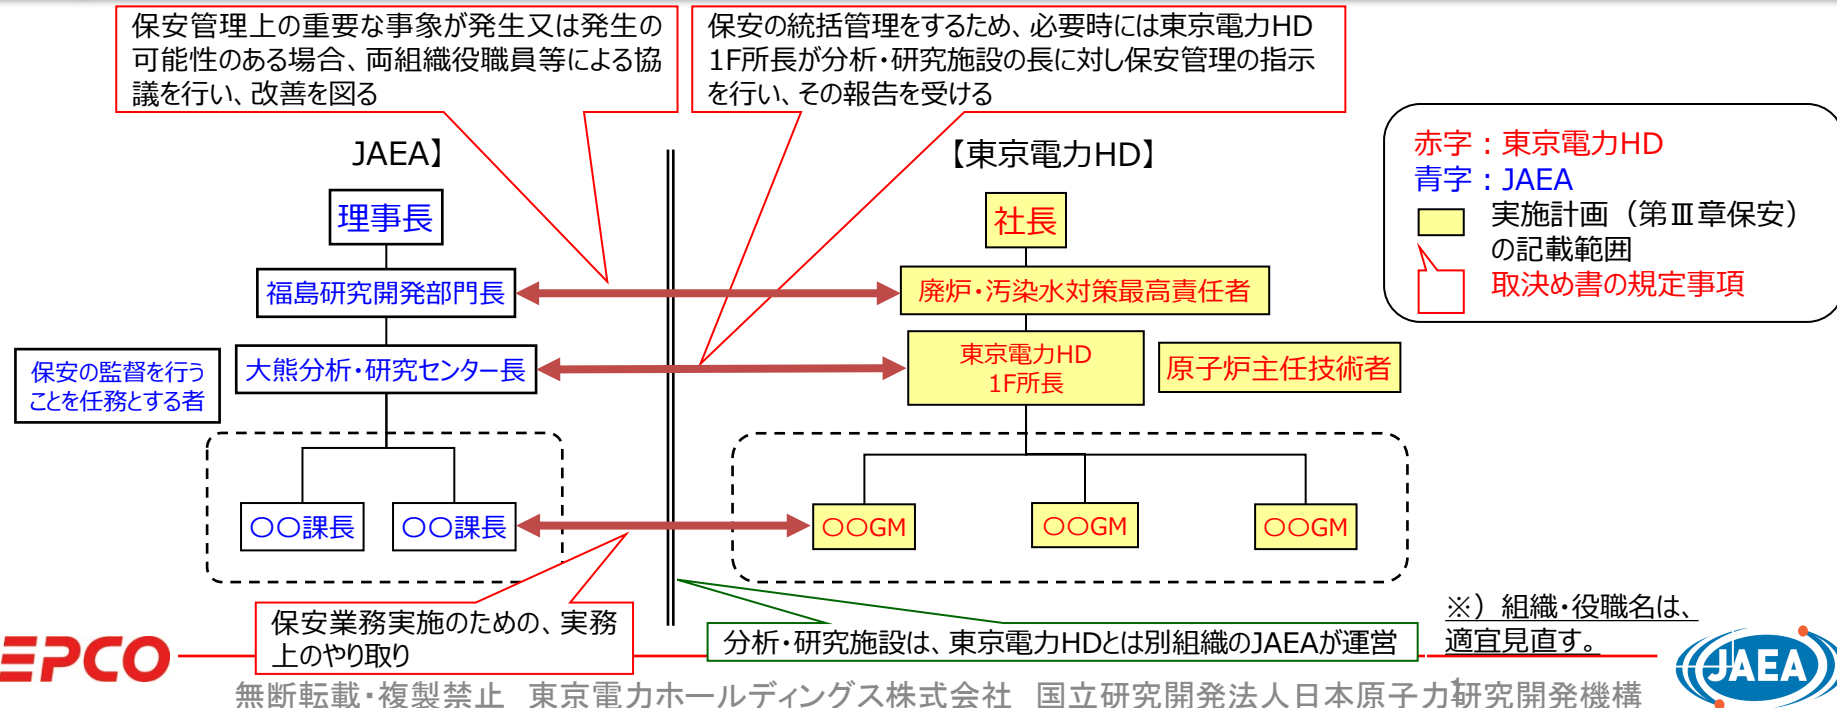 保安管理上の重要な事象が発生又は発生の
可能性のある場合、両組織役職員等による協
議を行い、改善を図る
保安の統括管理をするため、必要時には東京電力HD
1F所長が分析・研究施設の長に対し保安管理の指示
を行い、その報告を受ける
JAEA】
【東京電力HD】
赤字：東京電力HD
青字：JAEA
実施計画（第Ⅲ章保安）
の記載範囲
取決め書の規定事項
理事長
社長
福島研究開発部門長
廃炉・汚染水対策最高責任者
保安の監督を行う
ことを任務とする者
大熊分析・研究センター長
東京電力HD
1F所長
原子炉主任技術者
〇〇課長
〇〇課長
〇〇GM
〇〇GM
〇〇GM
保安業務実施のための、実務
上のやり取り
分析・研究施設は、東京電力HDとは別組織のJAEAが運営
※）組織・役職名は、
適宜見直す。
EPCO
JAEA
無断転載・複製禁止 東京電力ホールディングス株式会社 国立研究開発法人日本原子力研究開発機構
1